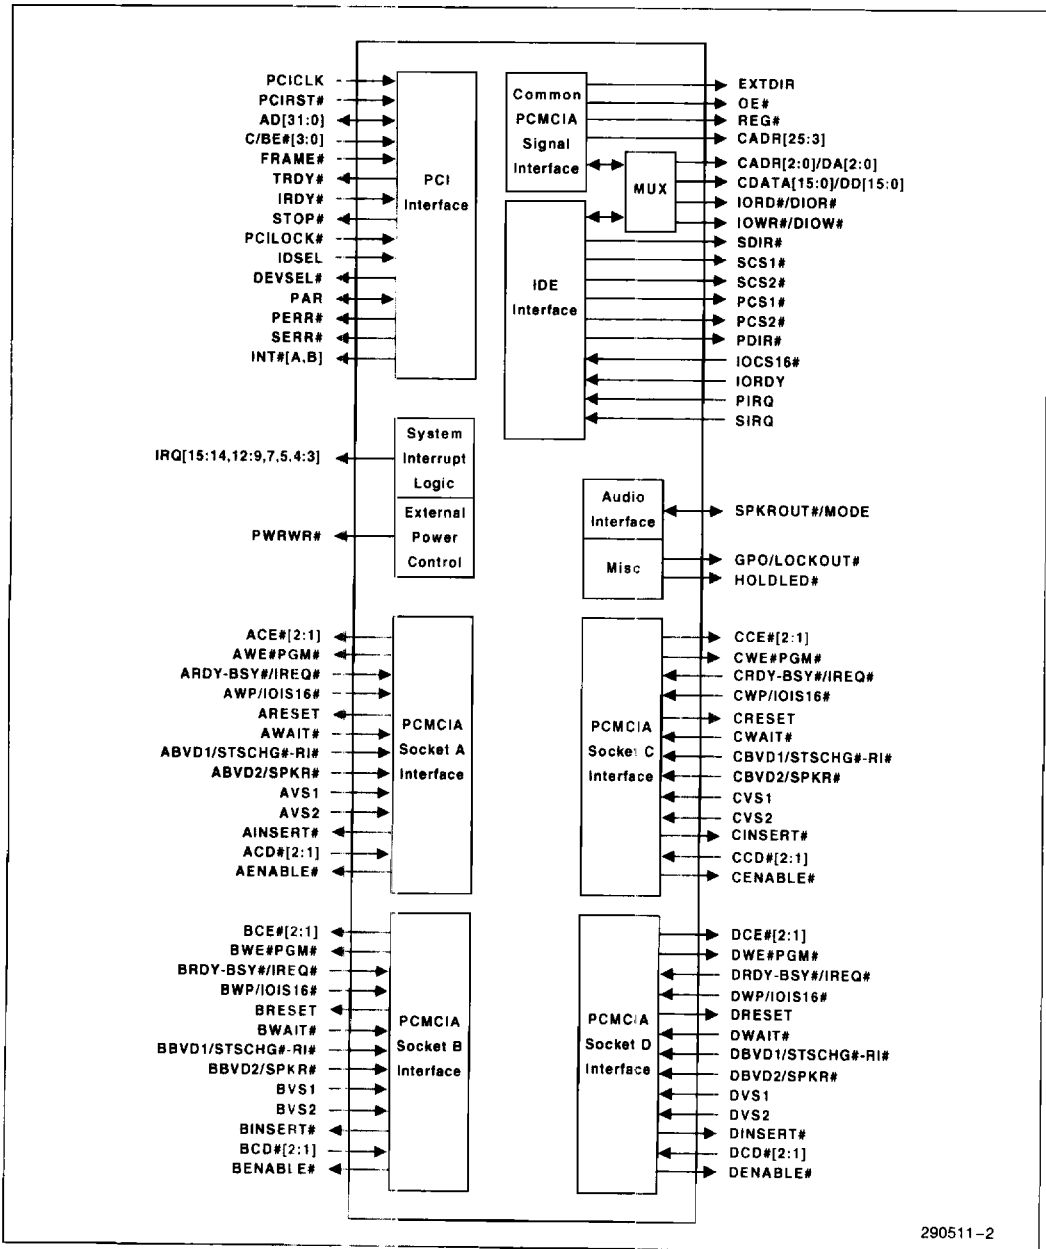 PCICLK
PCIRST#
AD[31:0]
C/BE#[3:0]
FRAME#
TRDY#
IRDY#
STOP#
PCILOCK#
IDSEL
DEVSEL#
PAR
PERR#
SERR#
INT#[A,B]
PCI
Interface
Common
PCMCIA
Signal
Interface
MUX
IDE
Interface
EXTDIR
OE#
REG#
CADR[25:3]
CADR[2:0]/DA[2:0]
CDATA[15:0]/DD[15:0]
IORD#/DIOR#
IOWR#/DIOW#
SDIR#
SCS1#
SCS2#
PCS1#
PCS2#
PDIR#
IOCS16#
IORDY
PIRQ
SIRQ
IRQ[15:14,12:9,7,5,4:3]
System
Interrupt
Logic
PWRWR#
External
Power
Control
Audio
Interface
SPKROUT#/MODE
Misc
GPO/LOCKOUT#
HOLDLED#
ACE#[2:1]
AWE#PGM#
ARDY-BSY#/IREQ#
AWP/IOIS16#
ARESET
AWAIT#
ABVD1/STSCHG#-RI#
ABVD2/SPKR#
AVS1
AVS2
AINSERT#
ACD#[2:1]
AENABLE#
PCMCIA
Socket A
Interface
PCMCIA
Socket C
Interface
CCE#[2:1]
CWE#PGM#
CRDY-BSY#/IREQ#
CWP/IOIS16#
CRESET
CWAIT#
CBVD1/STSCHG#-RI#
CBVD2/SPKR#
CVS1
CVS2
CINSERT#
CCD#[2:1]
CENABLE#
BCE#[2:1]
BWE#PGM#
BRDY-BSY#/IREQ#
BWP/IOIS16#
BRESET
BWAIT#
BBVD1/STSCHG#-RI#
BBVD2/SPKR#
BVS1
BVS2
BINSERT#
BCD#[2:1]
BENABLE#
PCMCIA
Socket B
Interface
PCMCIA
Socket D
Interface
DCE#[2:1]
DWE#PGM#
DRDY-BSY#/IREQ#
DWP/IOIS16#
DRESET
DWAIT#
DBVD1/STSCHG#-RI#
DBVD2/SPKR#
DVS1
DVS2
DINSERT#
DCD#[2:1]
DENABLE#
290511-2